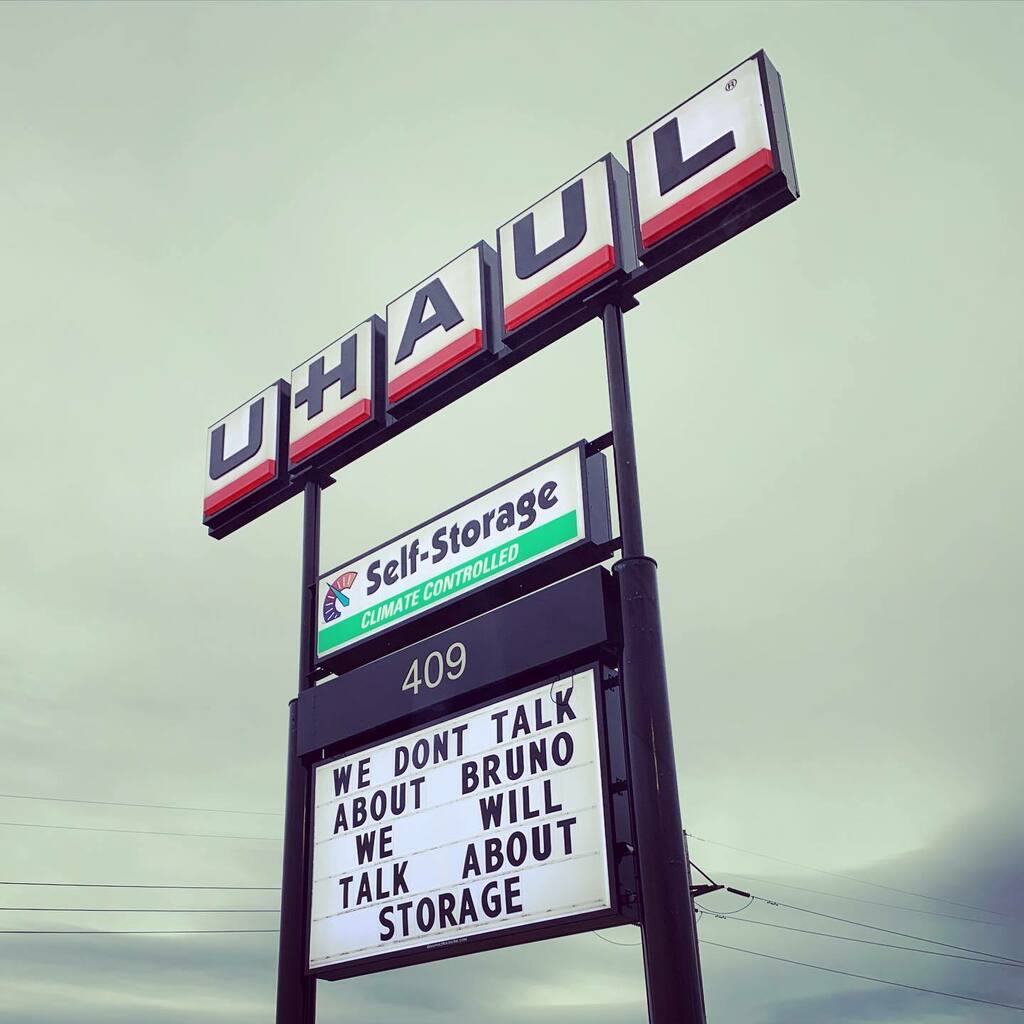 UHAUL®
Self-Storage
CLIMATE CONTROLLED
409
WE DONT TALK
ABOUT BRUNO
WE WILL
TALK ABOUT
STORAGE